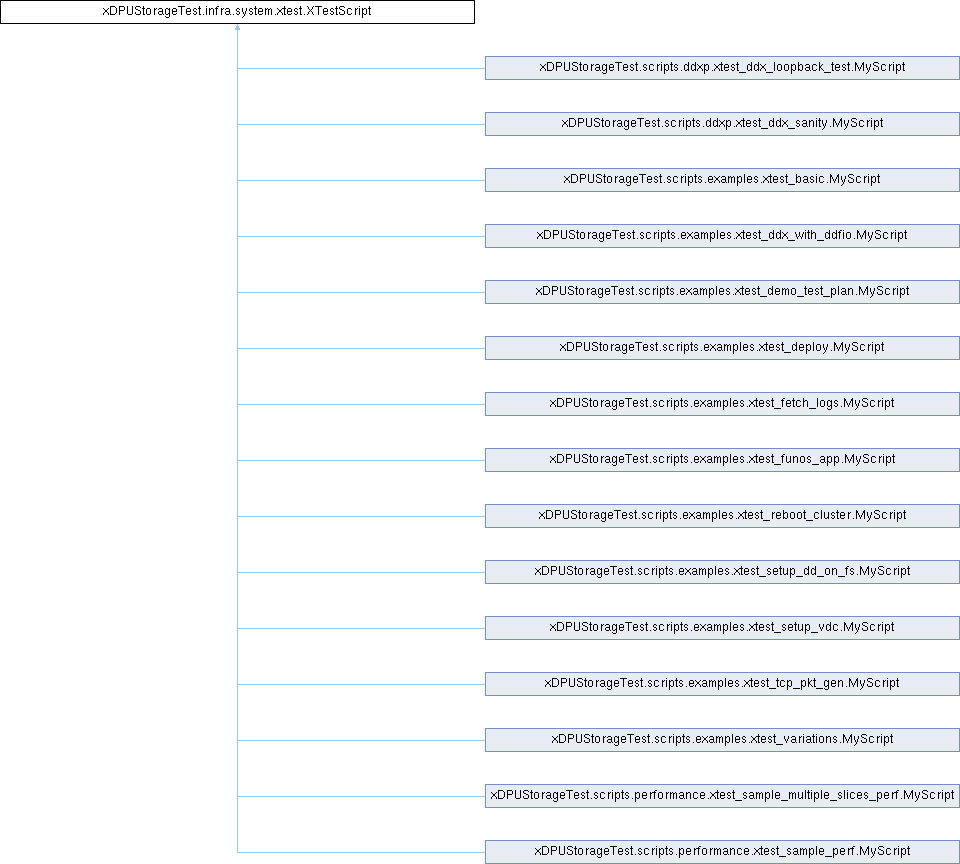 xDPUStorageTest.infra.system.xtest.XTestScript
xDPUStorageTest.scripts.ddxp.xtest_ddx_loopback_test.MyScript
xDPUStorageTest.scripts.ddxp.xtest_ddx_sanity.MyScript
xDPUStorageTest.scripts.examples.xtest_basic.MyScript
xDPUStorageTest.scripts.examples.xtest_ddx_with_ddfio.MyScript
xDPUStorageTest.scripts.examples.xtest_demo_test_plan.MyScript
xDPUStorageTest.scripts.examples.xtest_deploy.MyScript
xDPUStorageTest.scripts.examples.xtest_fetch_logs.MyScript
xDPUStorageTest.scripts.examples.xtest_funos_app.MyScript
xDPUStorageTest.scripts.examples.xtest_reboot_cluster.MyScript
xDPUStorageTest.scripts.examples.xtest_setup_dd_on_fs.MyScript
xDPUStorageTest.scripts.examples.xtest_setup_vdc.MyScript
xDPUStorageTest.scripts.examples.xtest_tcp_pkt_gen.MyScript
xDPUStorageTest.scripts.examples.xtest_variations.MyScript
xDPUStorageTest.scripts.performance.xtest_sample_multiple_slices_perf.MyScript
xDPUStorageTest.scripts.performance.xtest_sample_perf.MyScript